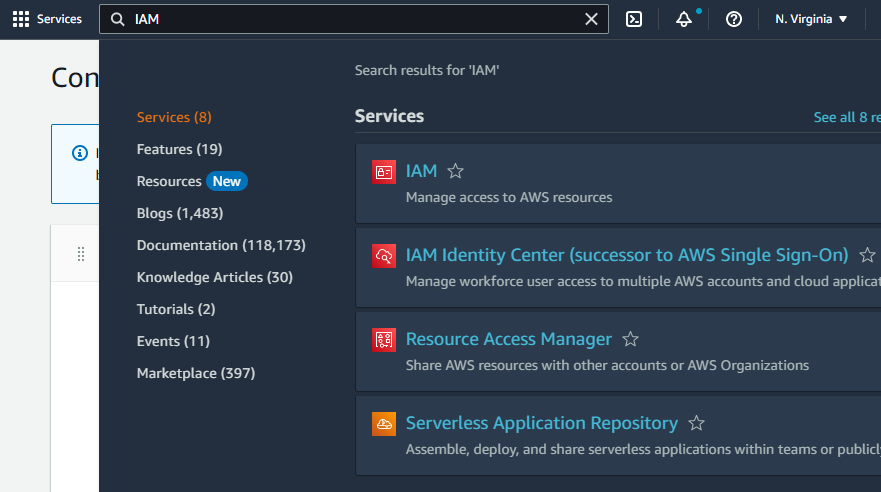 Services
IAM
N. Virginia
Con
Search results for 'IAM'
Services (8)
Features (19)
Resources New
Blogs (1,483)
Documentation (118,173)
Knowledge Articles (30)
Tutorials (2)
Events (11)
Marketplace (397)
Services
See all 8 re
IAM
Manage access to AWS resources
IAM Identity Center (successor to AWS Single Sign-On)
Manage workforce user access to multiple AWS accounts and cloud applicat
Resource Access Manager
Share AWS resources with other accounts or AWS Organizations
Serverless Application Repository
Assemble, deploy, and share serverless applications within teams or publicly